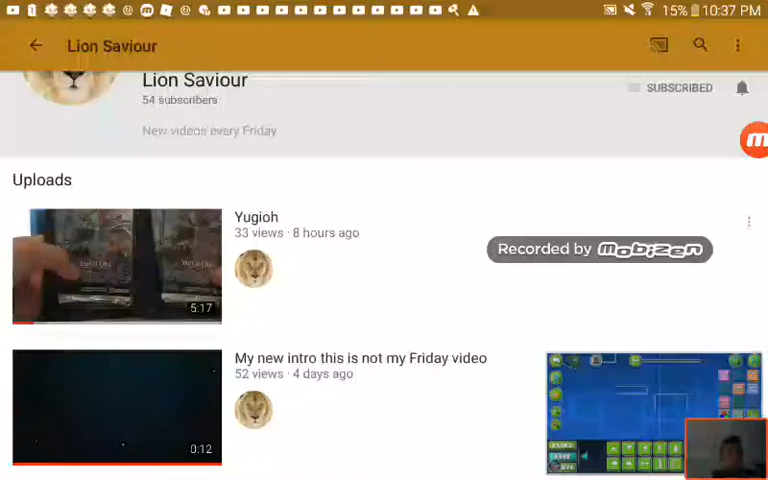 15% 10:37 PM
Lion Saviour
Lion Saviour
54 subscribers
SUBSCRIBED
New videos every Friday
Uploads
Yugioh
33 views · 8 hours ago
Recorded by mobizen
5:17
My new intro this is not my Friday video
52 views · 4 days ago
0:12